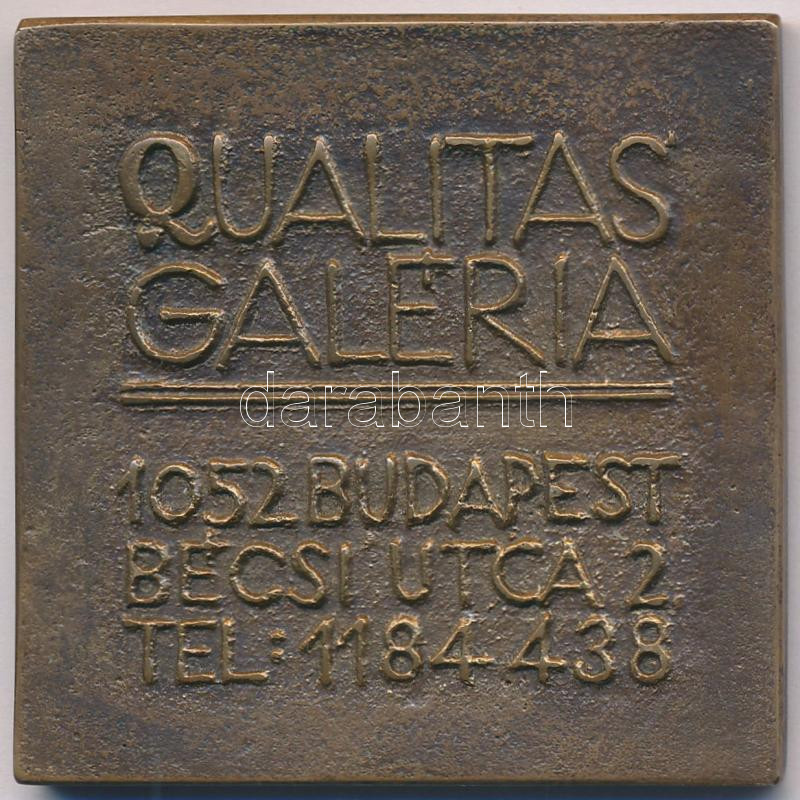 QUALITAS
GALÉRIA
darabanth
1052 BUDAPEST
BÉCSI UTCA 2.
TEL: 1184-438